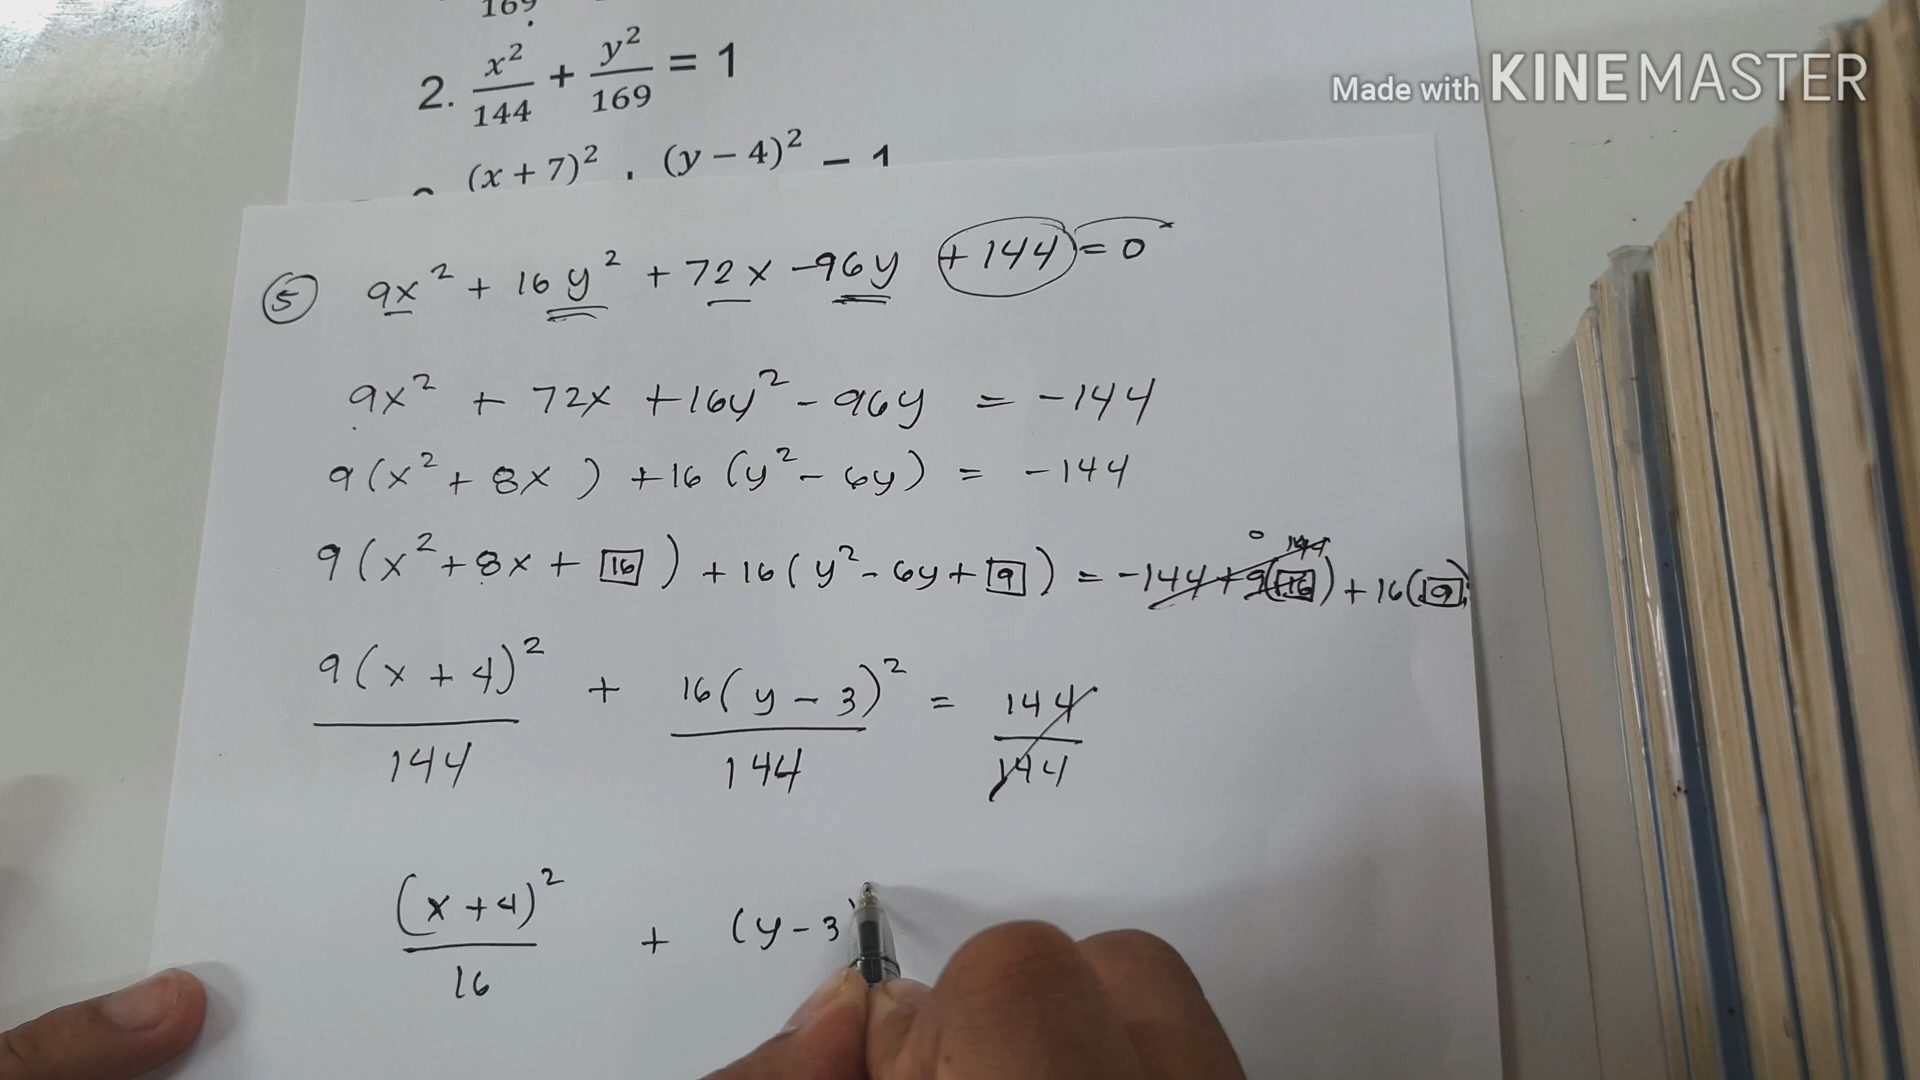 169
2. x²/144 + y²/169 = 1
Made with KINEMASTER
(x + 7)² (y − 4)² − 1
⑤ 9x² + 16y² + 72x − 96y + 144 = 0
9x² + 72x + 16y² − 96y = −144
9(x² + 8x ) + 16(y² − 6y) = −144
0 144
9(x² + 8x + 16) + 16(y² − 6y + 9) = −144 + 9(16) + 16(9)
9(x + 4)²/144 + 16(y − 3)²/144 = 144/144
(x + 4)²/16 + (y − 3)